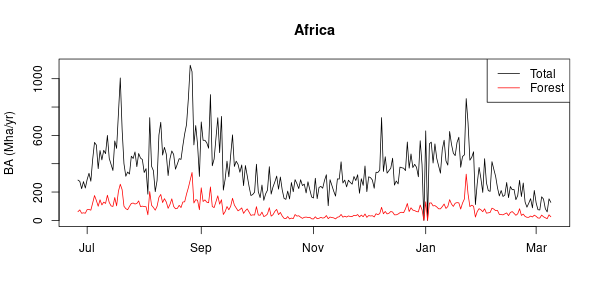 Africa
BA (Mha/yr)
1000
600
200
0
Total
Forest
Jul
Sep
Nov
Jan
Mar